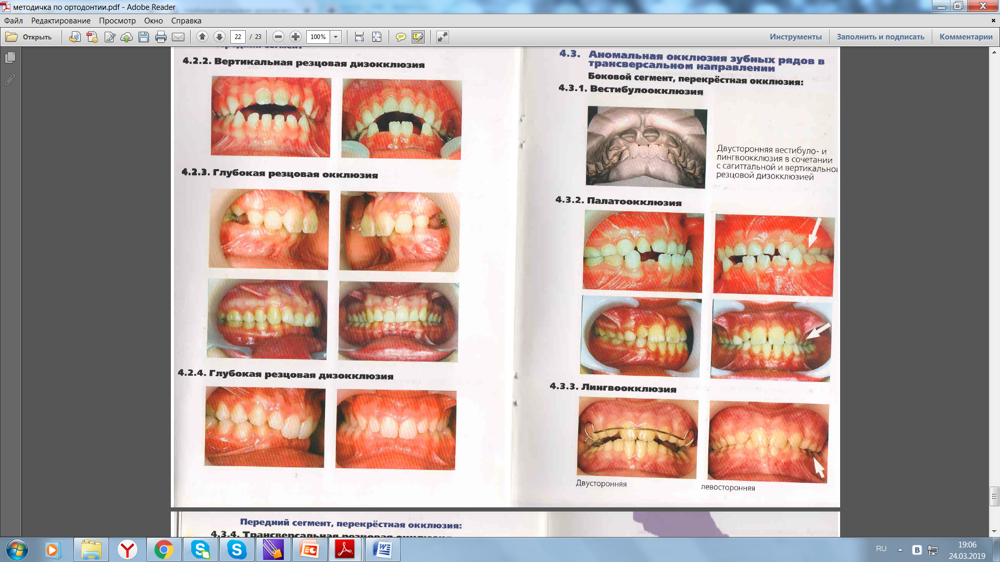 методичка по ортодонтии.pdf - Adobe Reader
Файл Редактирование Просмотр Окно Справка
Открыть 22 / 23 100% Инструменты Заполнить и подписать Комментарии
4.2.2. Вертикальная резцовая дизокклюзия
4.2.3. Глубокая резцовая окклюзия
4.2.4. Глубокая резцовая дизокклюзия
4.3. Аномальная окклюзия зубных рядов в
трансверсальном направлении
Боковой сегмент, перекрёстная окклюзия:
4.3.1. Вестибулоокклюзия
Двусторонняя вестибуло- и
лингвоокклюзия в сочетании
с сагиттальной и вертикально
резцовой дизокклюзией
4.3.2. Палатоокклюзия
4.3.3. Лингвоокклюзия
Двусторонняя
левосторонняя
Передний сегмент, перекрёстная окклюзия:
4.3.4. Трансверсальная резцовая окклюзия
RU
19:06
24.03.2019